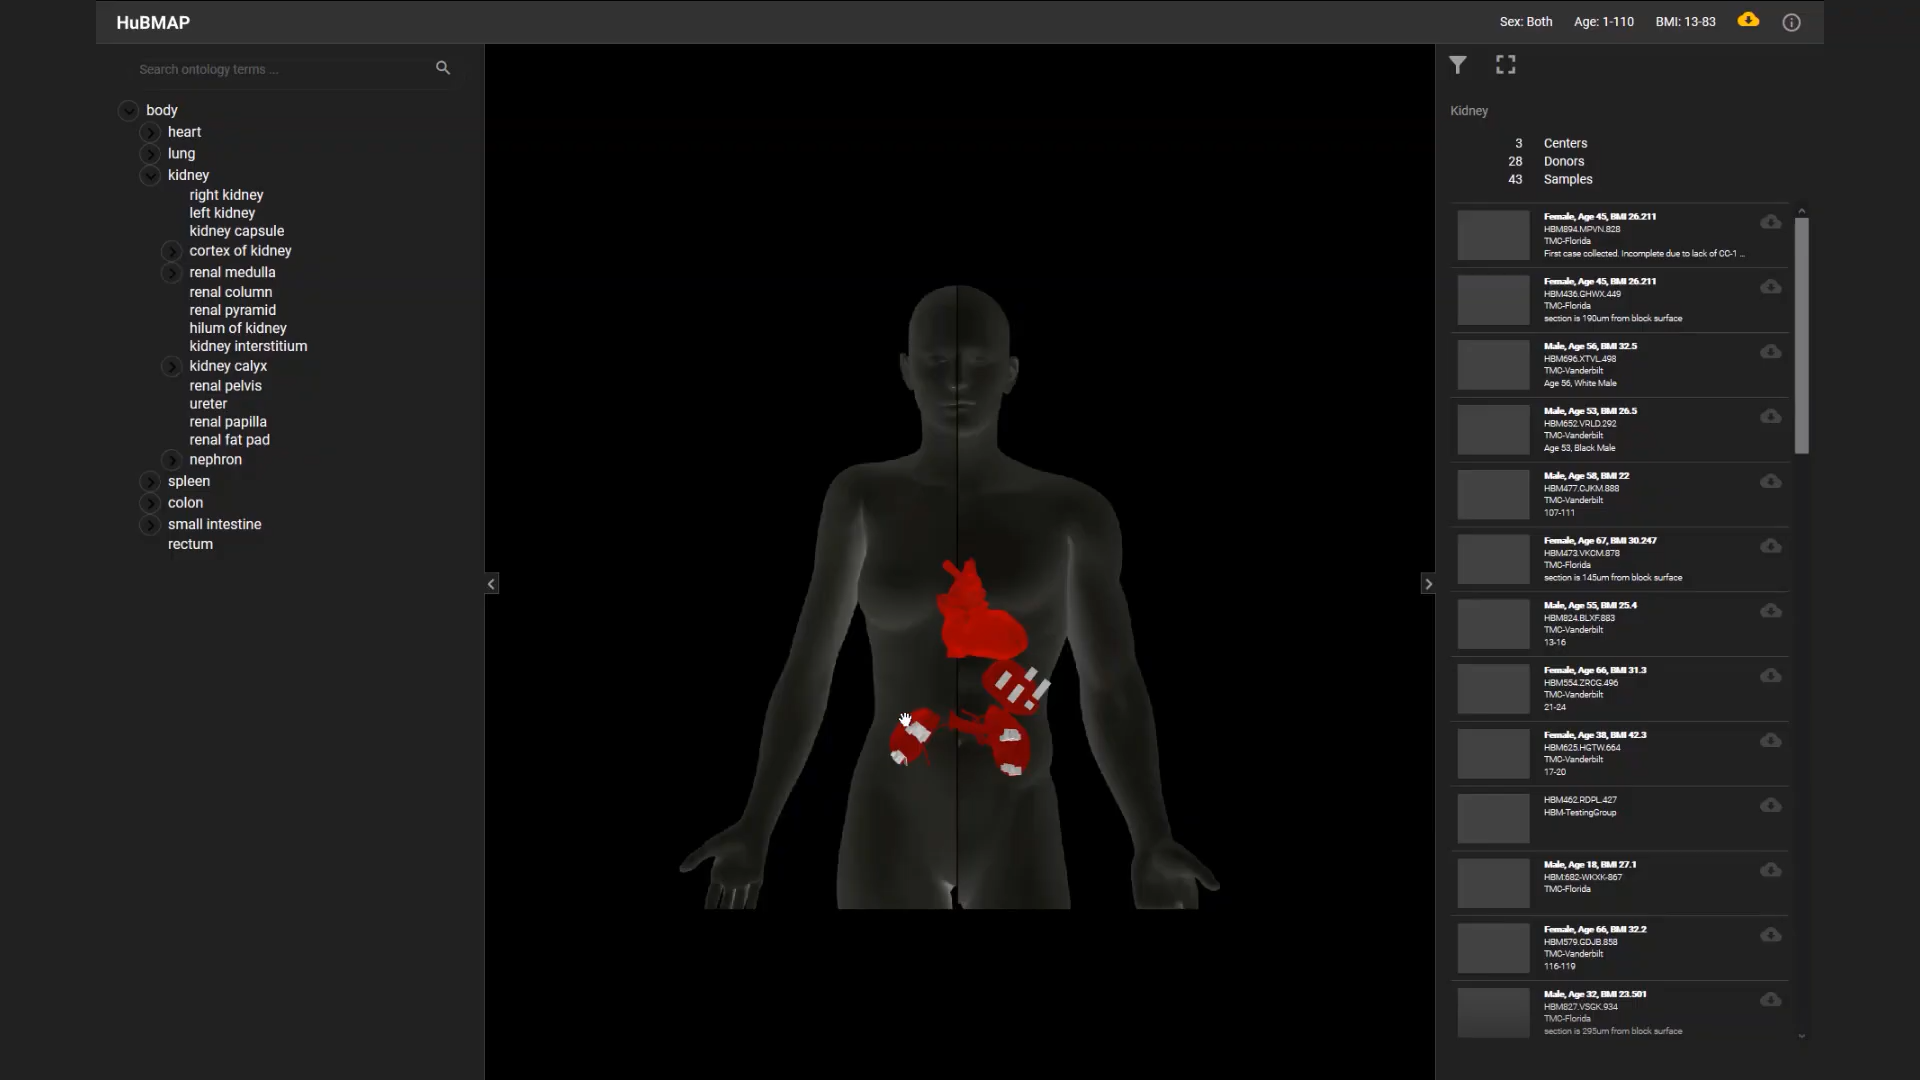 HuBMAP
Sex: Both Age: 1-110 BMI: 13-83
Search ontology terms ...
body
heart
lung
kidney
right kidney
left kidney
kidney capsule
cortex of kidney
renal medulla
renal column
renal pyramid
hilum of kidney
kidney interstitium
kidney calyx
renal pelvis
ureter
renal papilla
renal fat pad
nephron
spleen
colon
small intestine
rectum
Kidney
3 Centers
28 Donors
43 Samples
Female, Age 45, BMI 26.211
HBM894.MPVN.828
TMC-Florida
First case collected. Incomplete due to lack of CC-1 ...
Female, Age 45, BMI 26.211
HBM436.GHWX.449
TMC-Florida
section is 190um from block surface
Male, Age 56, BMI 32.5
HBM696.XTVL.498
TMC-Vanderbilt
Age 56, White Male
Male, Age 53, BMI 26.5
HBM652.VRLD.292
TMC-Vanderbilt
Age 53, Black Male
Male, Age 58, BMI 22
HBM477.CJKM.888
TMC-Vanderbilt
107-111
Female, Age 67, BMI 30.247
HBM473.VKCM.878
TMC-Florida
section is 145um from block surface
Male, Age 55, BMI 25.4
HBM824.BLXF.883
TMC-Vanderbilt
13-16
Female, Age 66, BMI 31.3
HBM554.ZRCG.496
TMC-Vanderbilt
21-24
Female, Age 38, BMI 42.3
HBM625.HGTW.664
TMC-Vanderbilt
17-20
HBM462.RDPL.427
HBM-TestingGroup
Male, Age 18, BMI 27.1
HBM:682-WKXK-867
TMC-Florida
Female, Age 66, BMI 32.2
HBM579.GDJB.858
TMC-Vanderbilt
116-119
Male, Age 32, BMI 23.501
HBM827.VSGK.934
TMC-Florida
section is 295um from block surface